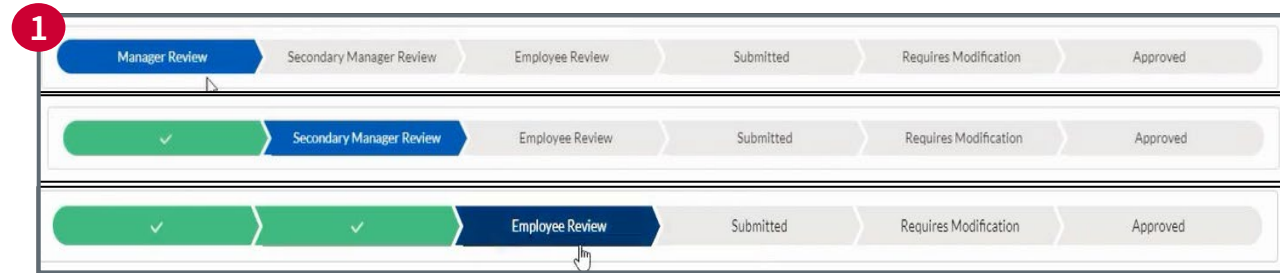 1
Manager Review Secondary Manager Review Employee Review Submitted Requires Modification Approved
Secondary Manager Review Employee Review Submitted Requires Modification Approved
Employee Review Submitted Requires Modification Approved